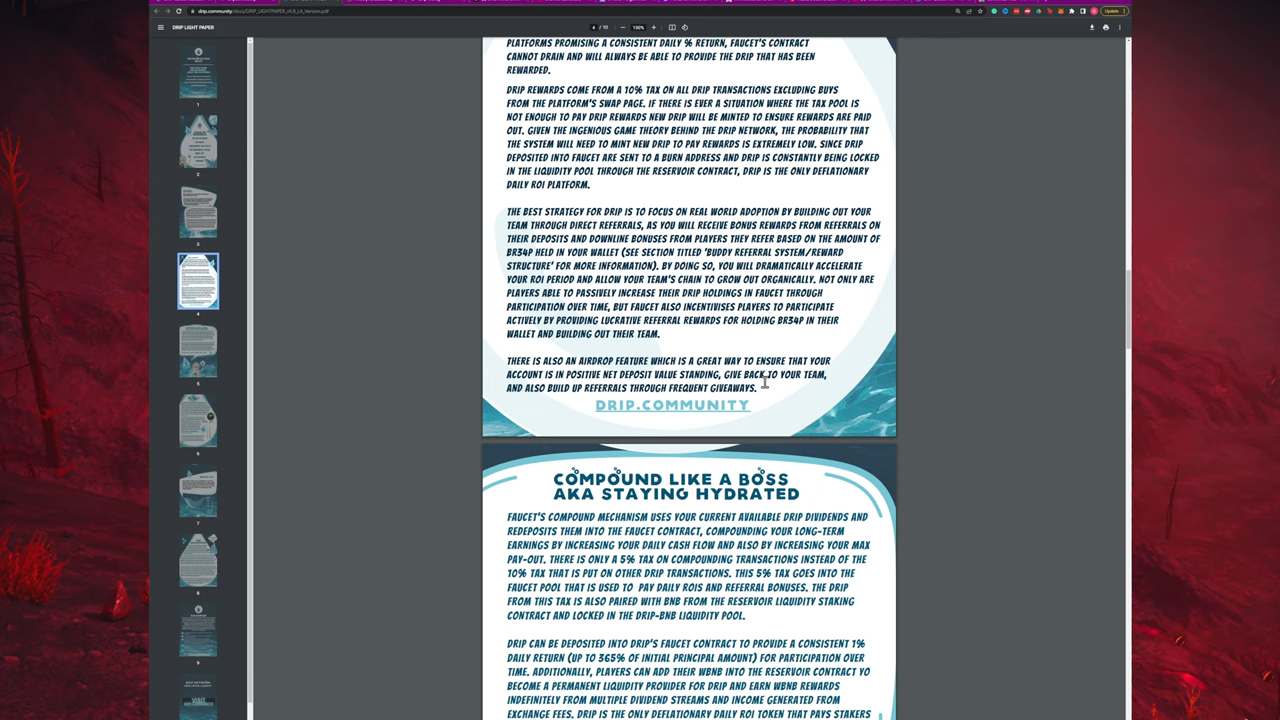 drip.community/docs/DRIP_LIGHTPAPER_v0.8_Lit_Version.pdf
Update
DRIP LIGHT PAPER
4 / 10
150%
1
2
3
4
5
6
7
8
9
PLATFORMS PROMISING A CONSISTENT DAILY % RETURN, FAUCET'S CONTRACT
CANNOT DRAIN AND WILL ALWAYS BE ABLE TO PROVIDE THE DRIP THAT HAS BEEN
REWARDED.
DRIP REWARDS COME FROM A 10% TAX ON ALL DRIP TRANSACTIONS EXCLUDING BUYS
FROM THE PLATFORM'S SWAP PAGE. IF THERE IS EVER A SITUATION WHERE THE TAX POOL IS
NOT ENOUGH TO PAY DRIP REWARDS NEW DRIP WILL BE MINTED TO ENSURE REWARDS ARE PAID
OUT. GIVEN THE INGENIOUS GAME THEORY BEHIND THE DRIP NETWORK, THE PROBABILITY THAT
THE SYSTEM WILL NEED TO MINT NEW DRIP TO PAY REWARDS IS EXTREMELY LOW. SINCE DRIP
DEPOSITED INTO FAUCET ARE SENT TO A BURN ADDRESS AND DRIP IS CONSTANTLY BEING LOCKED
IN THE LIQUIDITY POOL THROUGH THE RESERVOIR CONTRACT, DRIP IS THE ONLY DEFLATIONARY
DAILY ROI PLATFORM.
THE BEST STRATEGY FOR DRIP IS TO FOCUS ON REAL WORLD ADOPTION BY BUILDING OUT YOUR
TEAM THROUGH DIRECT REFERRALS, AS YOU WILL RECEIVE BONUS REWARDS FROM REFERRALS ON
THEIR DEPOSITS AND DOWNLINE BONUSES FROM PLAYERS THEY REFER BASED ON THE AMOUNT OF
BR34P HELD IN YOUR WALLET (SEE SECTION TITLED 'BUDDY REFERRAL SYSTEM/REWARD
STRUCTURE' FOR MORE INFORMATION). BY DOING SO, YOU WILL DRAMATICALLY ACCELERATE
YOUR ROI PERIOD AND ALLOW YOUR TEAM'S CHAIN TO GROW OUT ORGANICALLY. NOT ONLY ARE
PLAYERS ABLE TO PASSIVELY INCREASE THEIR DRIP HOLDINGS IN FAUCET THROUGH
PARTICIPATION OVER TIME, BUT FAUCET ALSO INCENTIVISES PLAYERS TO PARTICIPATE
ACTIVELY BY PROVIDING LUCRATIVE REFERRAL REWARDS FOR HOLDING BR34P IN THEIR
WALLET AND BUILDING OUT THEIR TEAM.
THERE IS ALSO AN AIRDROP FEATURE WHICH IS A GREAT WAY TO ENSURE THAT YOUR
ACCOUNT IS IN POSITIVE NET DEPOSIT VALUE STANDING, GIVE BACK TO YOUR TEAM,
AND ALSO BUILD UP REFERRALS THROUGH FREQUENT GIVEAWAYS.
DRIP.COMMUNITY
COMPOUND LIKE A BOSS
AKA STAYING HYDRATED
FAUCET'S COMPOUND MECHANISM USES YOUR CURRENT AVAILABLE DRIP DIVIDENDS AND
REDEPOSITS THEM INTO THE FAUCET CONTRACT, COMPOUNDING YOUR LONG-TERM
EARNINGS BY INCREASING YOUR DAILY CASH FLOW AND ALSO BY INCREASING YOUR MAX
PAY-OUT. THERE IS ONLY A 5% TAX ON COMPOUNDING TRANSACTIONS INSTEAD OF THE
10% TAX THAT IS PUT ON OTHER DRIP TRANSACTIONS. THIS 5% TAX GOES INTO THE
FAUCET POOL THAT IS USED TO PAY DAILY ROIS AND REFERRAL BONUSES. THE DRIP
FROM THIS TAX IS ALSO PAIRED WITH BNB FROM THE RESERVOIR LIQUIDITY STAKING
CONTRACT AND LOCKED IN THE DRIP-BNB LIQUIDITY POOL.
DRIP CAN BE DEPOSITED INTO DRIP'S FAUCET CONTRACT TO PROVIDE A CONSISTENT 1%
DAILY RETURN (UP TO 365% OF INITIAL PRINCIPAL AMOUNT) FOR PARTICIPATION OVER
TIME. ADDITIONALLY, PLAYERS CAN ADD THEIR WBNB INTO THE RESERVOIR CONTRACT YO
BECOME A PERMANENT LIQUIDITY PROVIDER FOR DRIP AND EARN WBNB REWARDS
INDEFINITELY FROM MULTIPLE DIVIDEND STREAMS AND INCOME GENERATED FROM
EXCHANGE FEES. DRIP IS THE ONLY DEFLATIONARY DAILY ROI TOKEN THAT PAYS STAKERS